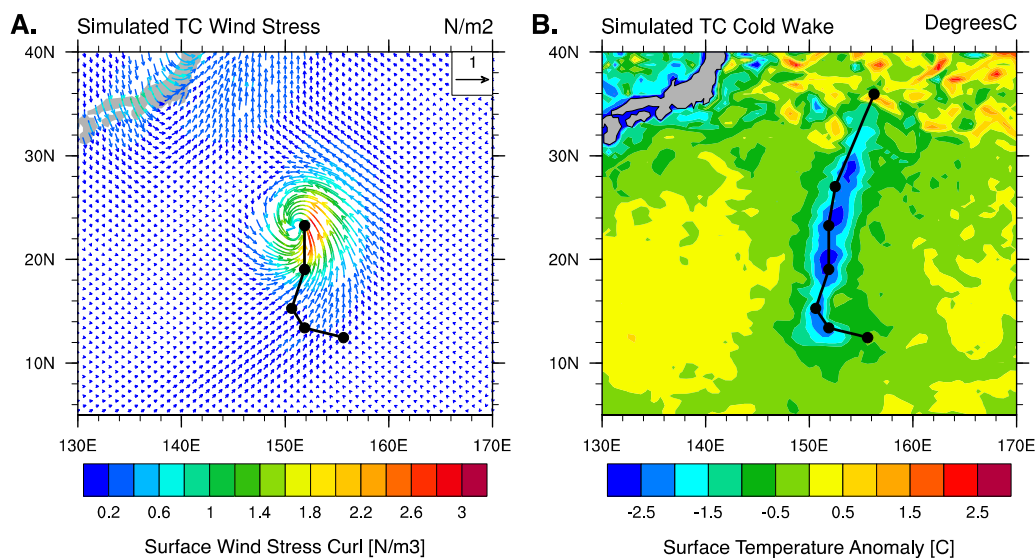 A. Simulated TC Wind Stress N/m2
1
40N
30N
20N
10N
130E 140E 150E 160E 170E
0.2 0.6 1 1.4 1.8 2.2 2.6 3
Surface Wind Stress Curl [N/m3]
B. Simulated TC Cold Wake DegreesC
40N
30N
20N
10N
130E 140E 150E 160E 170E
-2.5 -1.5 -0.5 0.5 1.5 2.5
Surface Temperature Anomaly [C]